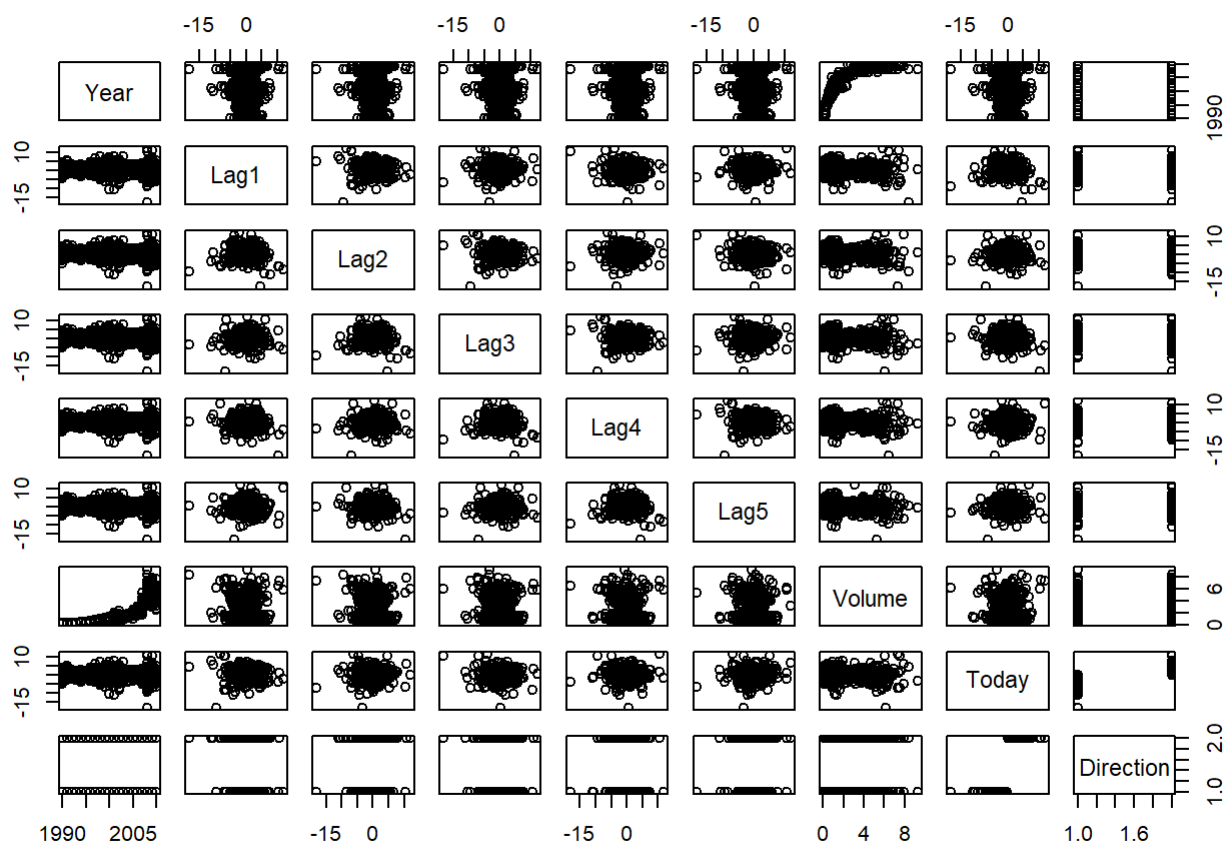 -15 0 -15 0 -15 0 -15 0
Year 1990
-15 10 Lag1
Lag2 -15 10
-15 10 Lag3
Lag4 -15 10
-15 10 Lag5
Volume 0 6
-15 10 Today
Direction 1.0 2.0
1990 2005 -15 0 -15 0 0 4 8 1.0 1.6